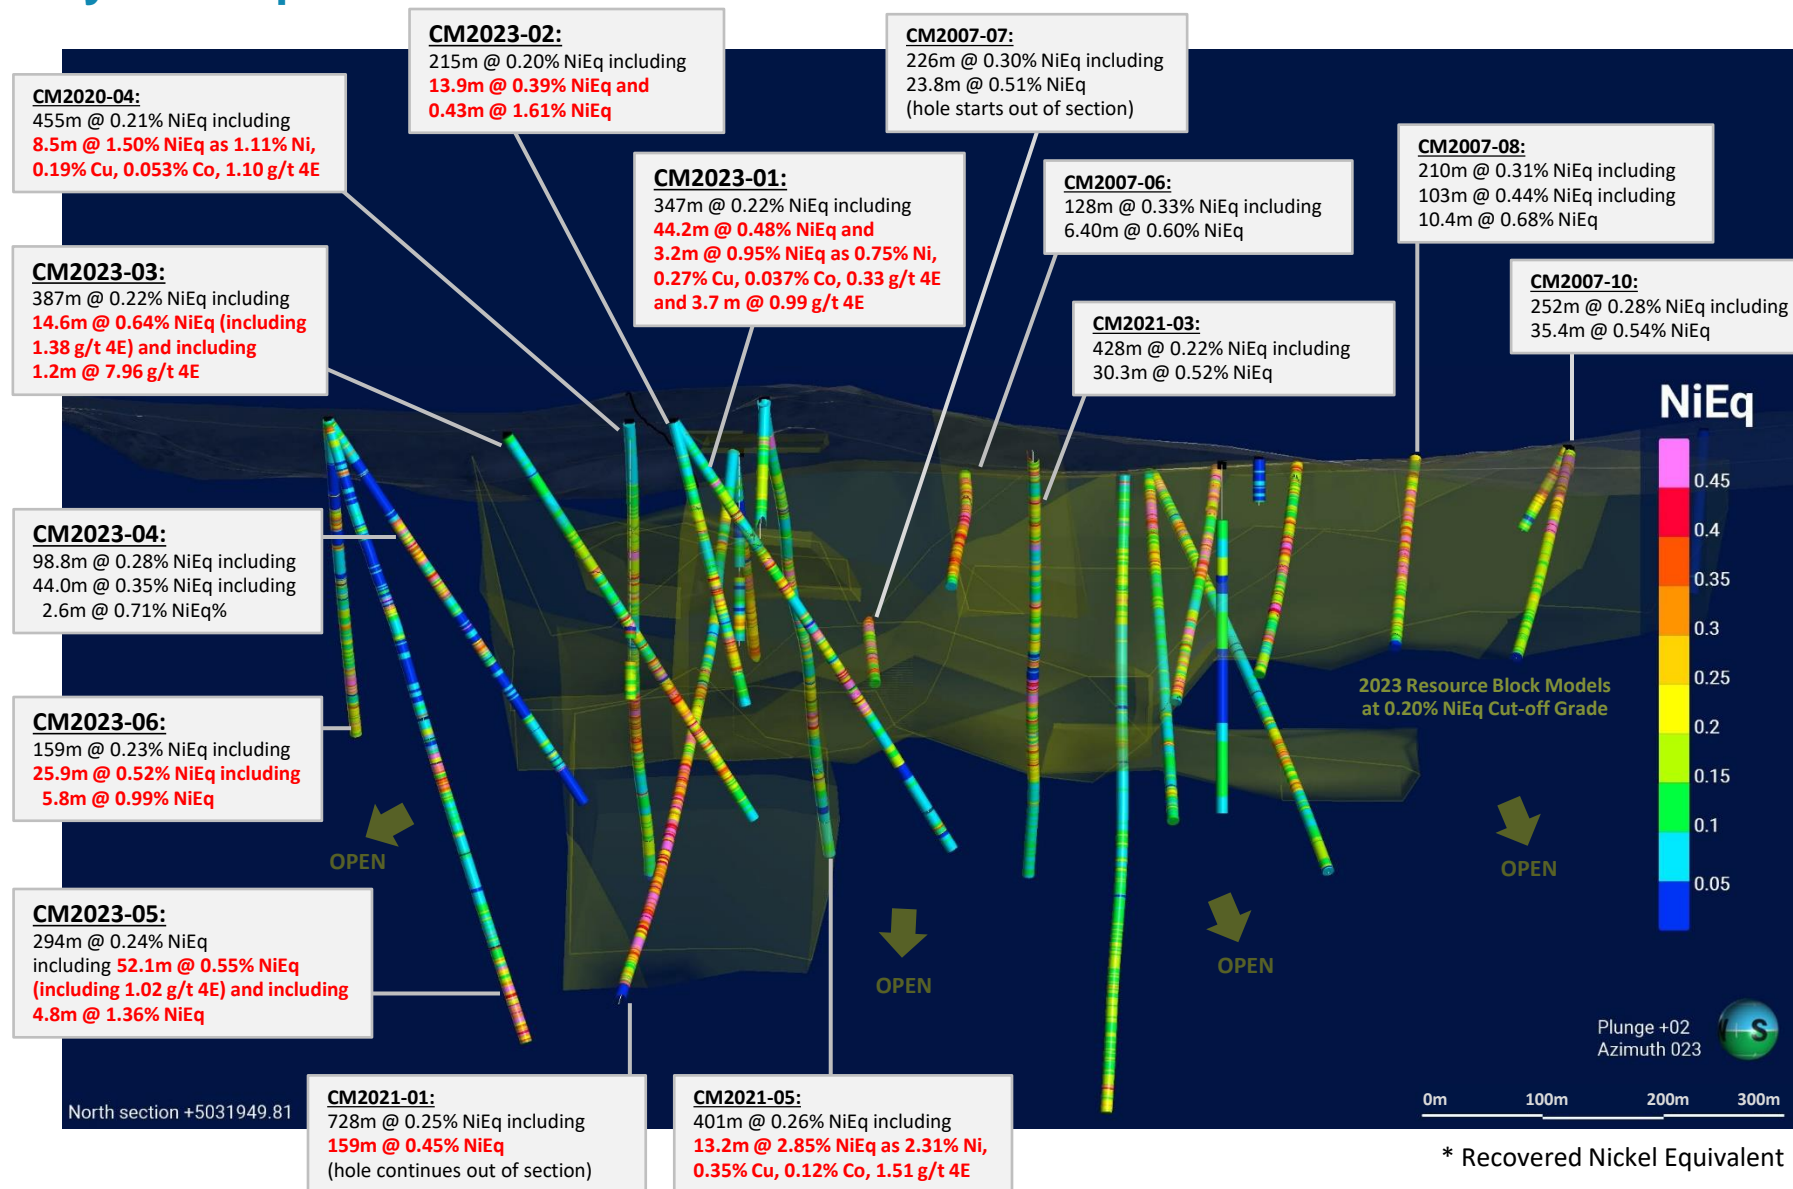 CM2023-02:
215m @ 0.20% NiEq including
13.9m @ 0.39% NiEq and
0.43m @ 1.61% NiEq
CM2007-07:
226m @ 0.30% NiEq including
23.8m @ 0.51% NiEq
(hole starts out of section)
CM2020-04:
455m @ 0.21% NiEq including
8.5m @ 1.50% NiEq as 1.11% Ni,
0.19% Cu, 0.053% Co, 1.10 g/t 4E
CM2023-01:
347m @ 0.22% NiEq including
44.2m @ 0.48% NiEq and
3.2m @ 0.95% NiEq as 0.75% Ni,
0.27% Cu, 0.037% Co, 0.33 g/t 4E
and 3.7 m @ 0.99 g/t 4E
CM2007-06:
128m @ 0.33% NiEq including
6.40m @ 0.60% NiEq
CM2007-08:
210m @ 0.31% NiEq including
103m @ 0.44% NiEq including
10.4m @ 0.68% NiEq
CM2023-03:
387m @ 0.22% NiEq including
14.6m @ 0.64% NiEq (including
1.38 g/t 4E) and including
1.2m @ 7.96 g/t 4E
CM2021-03:
428m @ 0.22% NiEq including
30.3m @ 0.52% NiEq
CM2007-10:
252m @ 0.28% NiEq including
35.4m @ 0.54% NiEq
NiEq
0.45
0.4
0.35
0.3
0.25
0.2
0.15
0.1
0.05
CM2023-04:
98.8m @ 0.28% NiEq including
44.0m @ 0.35% NiEq including
2.6m @ 0.71% NiEq%
2023 Resource Block Models
at 0.20% NiEq Cut-off Grade
CM2023-06:
159m @ 0.23% NiEq including
25.9m @ 0.52% NiEq including
5.8m @ 0.99% NiEq
OPEN
OPEN
OPEN
OPEN
CM2023-05:
294m @ 0.24% NiEq
including 52.1m @ 0.55% NiEq
(including 1.02 g/t 4E) and including
4.8m @ 1.36% NiEq
Plunge +02
Azimuth 023
S
North section +5031949.81
0m 100m 200m 300m
CM2021-01:
728m @ 0.25% NiEq including
159m @ 0.45% NiEq
(hole continues out of section)
CM2021-05:
401m @ 0.26% NiEq including
13.2m @ 2.85% NiEq as 2.31% Ni,
0.35% Cu, 0.12% Co, 1.51 g/t 4E
* Recovered Nickel Equivalent